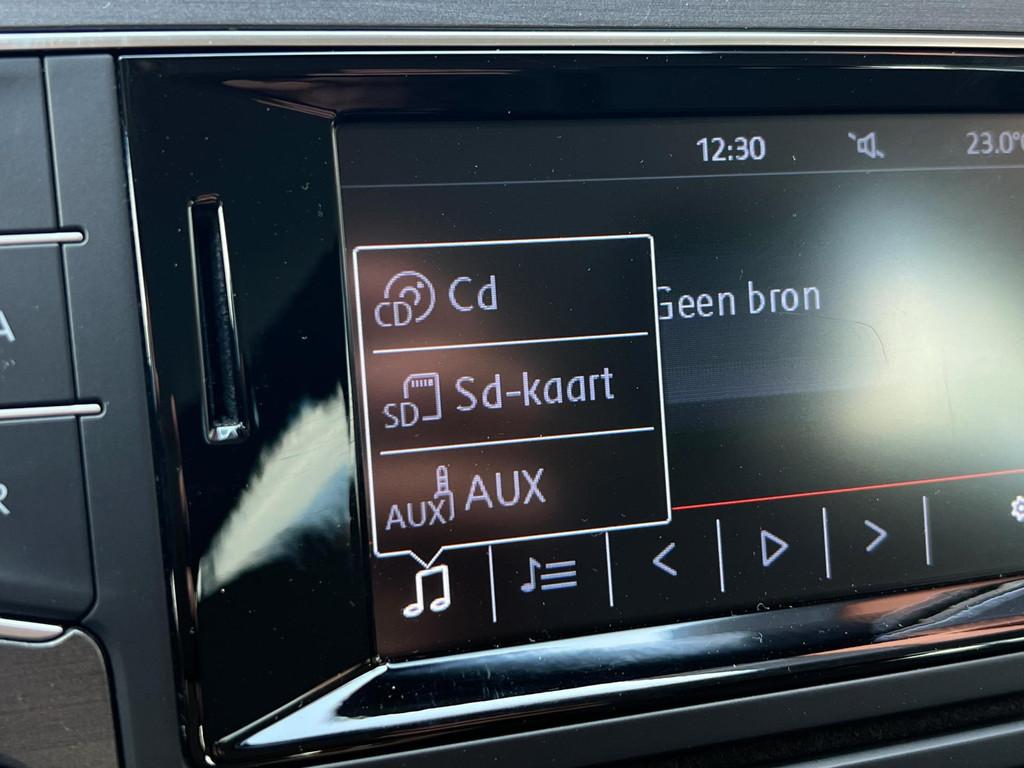 12:30
23.0°
CD Cd
Geen bron
SD Sd-kaart
AUX AUX
A
R